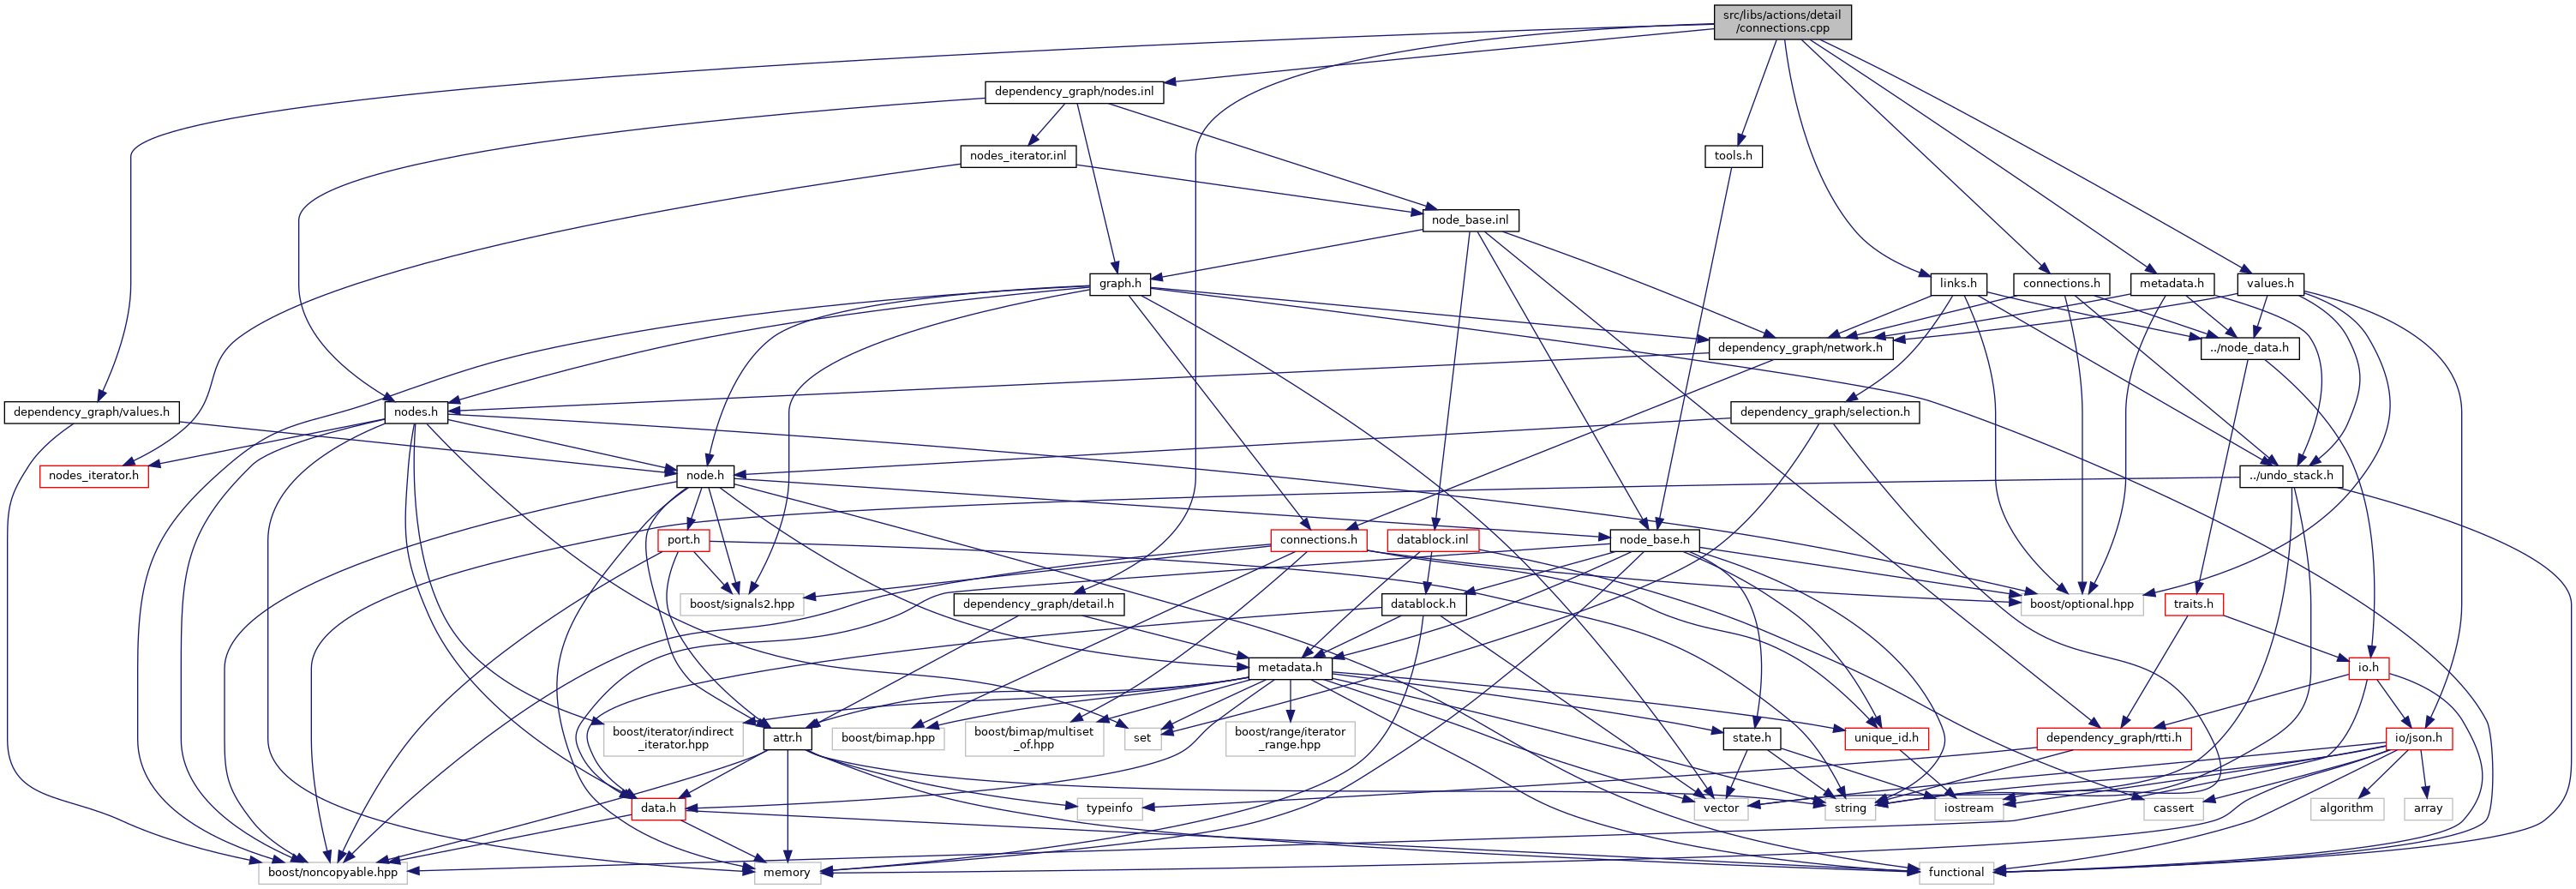 src/libs/actions/detail
/connections.cpp
dependency_graph/nodes.inl
nodes_iterator.inl
tools.h
node_base.inl
graph.h
links.h
connections.h
metadata.h
values.h
dependency_graph/network.h
../node_data.h
dependency_graph/values.h
nodes.h
dependency_graph/selection.h
nodes_iterator.h
node.h
../undo_stack.h
port.h
connections.h
datablock.inl
node_base.h
boost/signals2.hpp
dependency_graph/detail.h
datablock.h
boost/optional.hpp
traits.h
metadata.h
io.h
boost/iterator/indirect
_iterator.hpp
attr.h
boost/bimap.hpp
boost/bimap/multiset
_of.hpp
set
boost/range/iterator
_range.hpp
state.h
unique_id.h
dependency_graph/rtti.h
io/json.h
data.h
typeinfo
vector
string
iostream
cassert
algorithm
array
boost/noncopyable.hpp
memory
functional